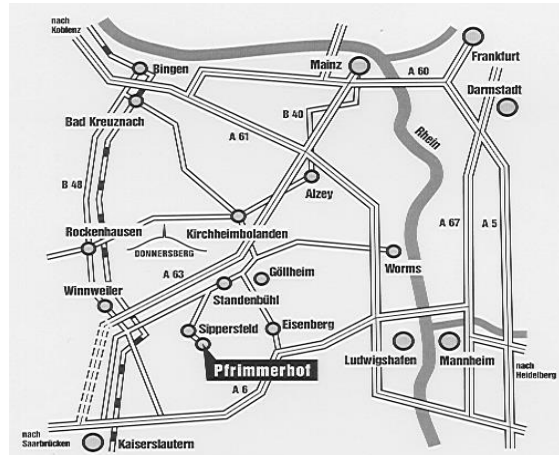 nach
Koblenz
Bingen
Mainz
Frankfurt
A 60
Darmstadt
Bad Kreuznach
B 40
A 61
Rhein
B 48
Alzey
Rockenhausen
Kirchheimbolanden
A 67
A 5
DONNERSBERG
Worms
A 63
Göllheim
Winnweiler
Standenbühl
Sippersfeld
Eisenberg
Ludwigshafen
Mannheim
Pfrimmerhof
nach
Heidelberg
A 6
nach
Saarbrücken
Kaiserslautern